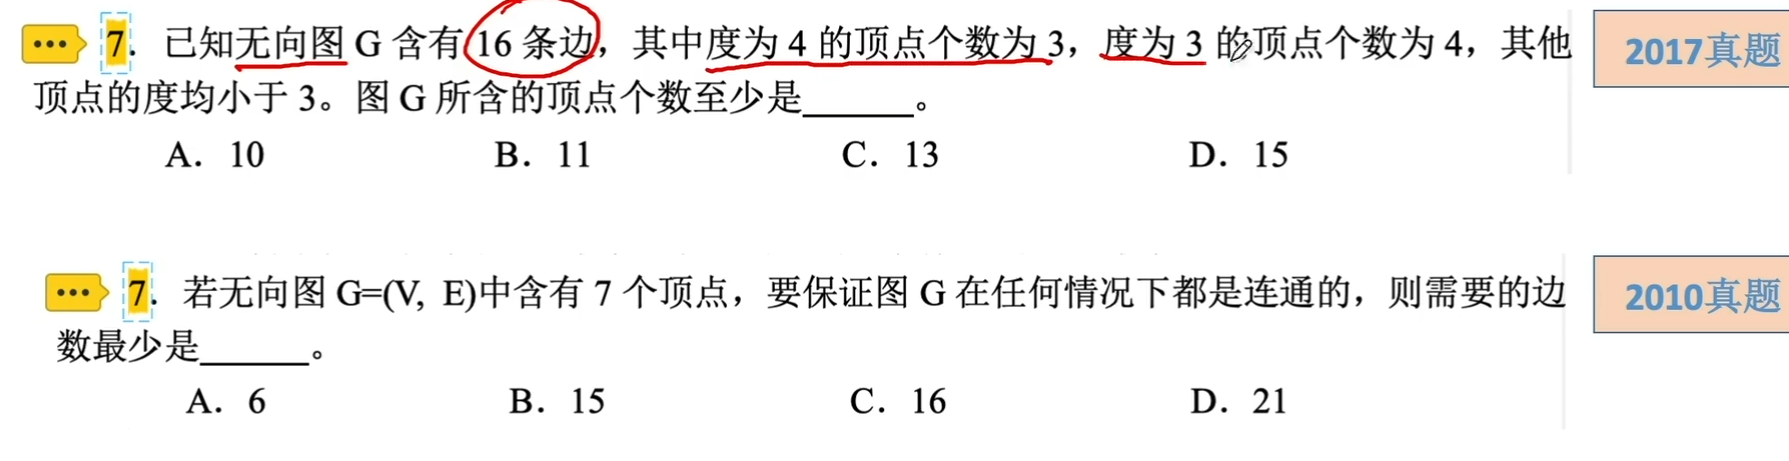 7. 已知无向图 G 含有 16 条边，其中度为 4 的顶点个数为 3，度为 3 的顶点个数为 4，其他
2017真题
顶点的度均小于 3。图 G 所含的顶点个数至少是______。
A. 10 B. 11 C. 13 D. 15
7. 若无向图 G=(V, E)中含有 7 个顶点，要保证图 G 在任何情况下都是连通的，则需要的边
2010真题
数最少是______。
A. 6 B. 15 C. 16 D. 21